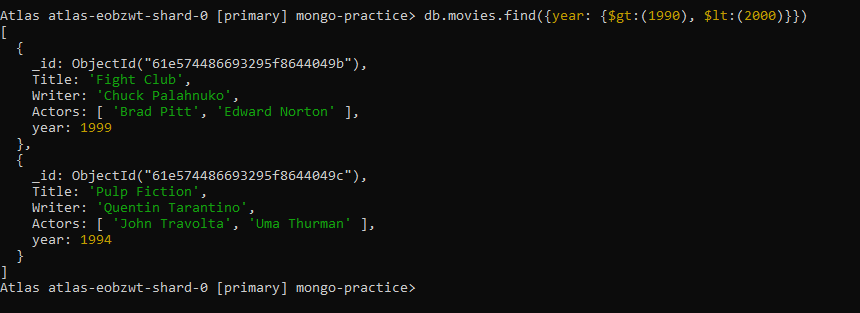 Atlas atlas-eobzwt-shard-0 [primary] mongo-practice> db.movies.find({year: {$gt:(1990), $lt:(2000)}})
[
  {
    _id: ObjectId("61e574486693295f8644049b"),
    Title: 'Fight Club',
    Writer: 'Chuck Palahnuko',
    Actors: [ 'Brad Pitt', 'Edward Norton' ],
    year: 1999
  },
  {
    _id: ObjectId("61e574486693295f8644049c"),
    Title: 'Pulp Fiction',
    Writer: 'Quentin Tarantino',
    Actors: [ 'John Travolta', 'Uma Thurman' ],
    year: 1994
  }
]
Atlas atlas-eobzwt-shard-0 [primary] mongo-practice>